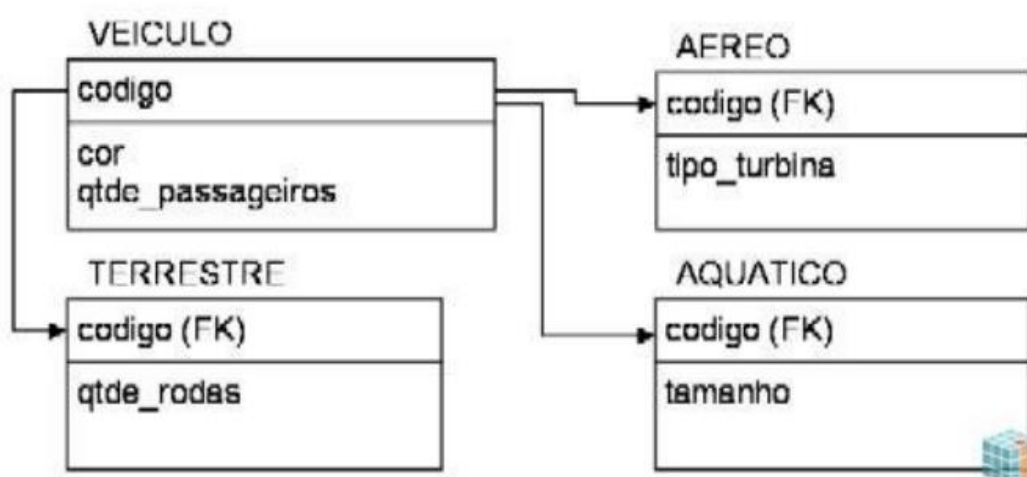 VEICULO
codigo
cor
qtde_passageiros
TERRESTRE
codigo (FK)
qtde_rodas
AEREO
codigo (FK)
tipo_turbina
AQUATICO
codigo (FK)
tamanho